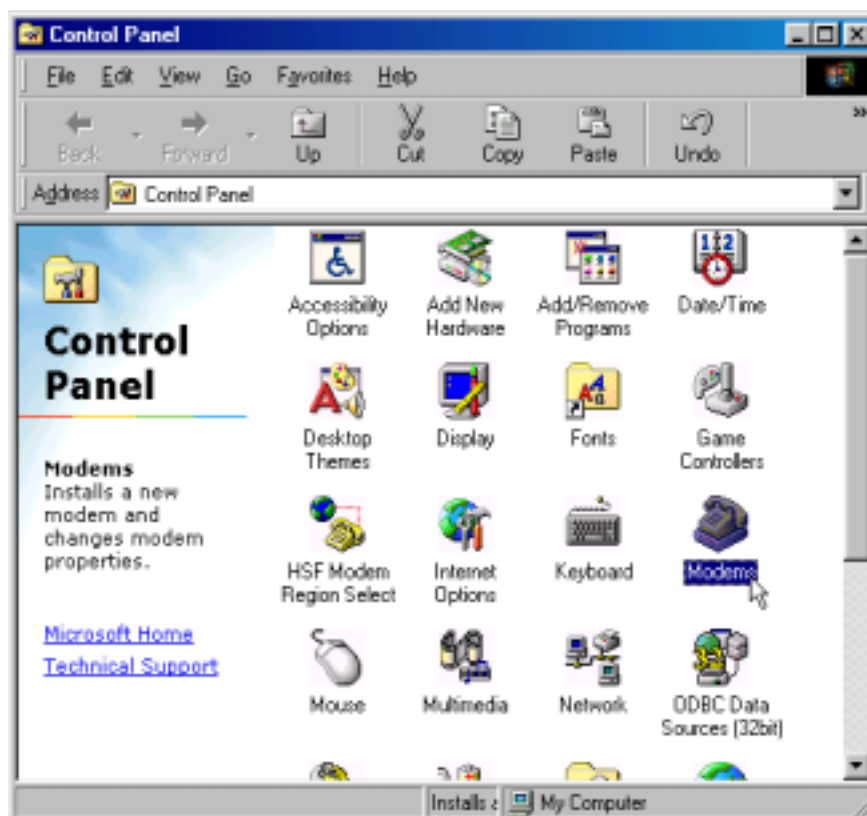 Control Panel
File Edit View Go Favorites Help
Back Forward Up Cut Copy Paste Undo
Address Control Panel
Control
Panel
Modems
Installs a new
modem and
changes modem
properties.
Microsoft Home
Technical Support
Accessibility
Options
Add New
Hardware
Add/Remove
Programs
Date/Time
Desktop
Themes
Display
Fonts
Game
Controllers
HSF Modem
Region Select
Internet
Options
Keyboard
Modems
Mouse
Multimedia
Network
ODBC Data
Sources (32bit)
Installs a My Computer